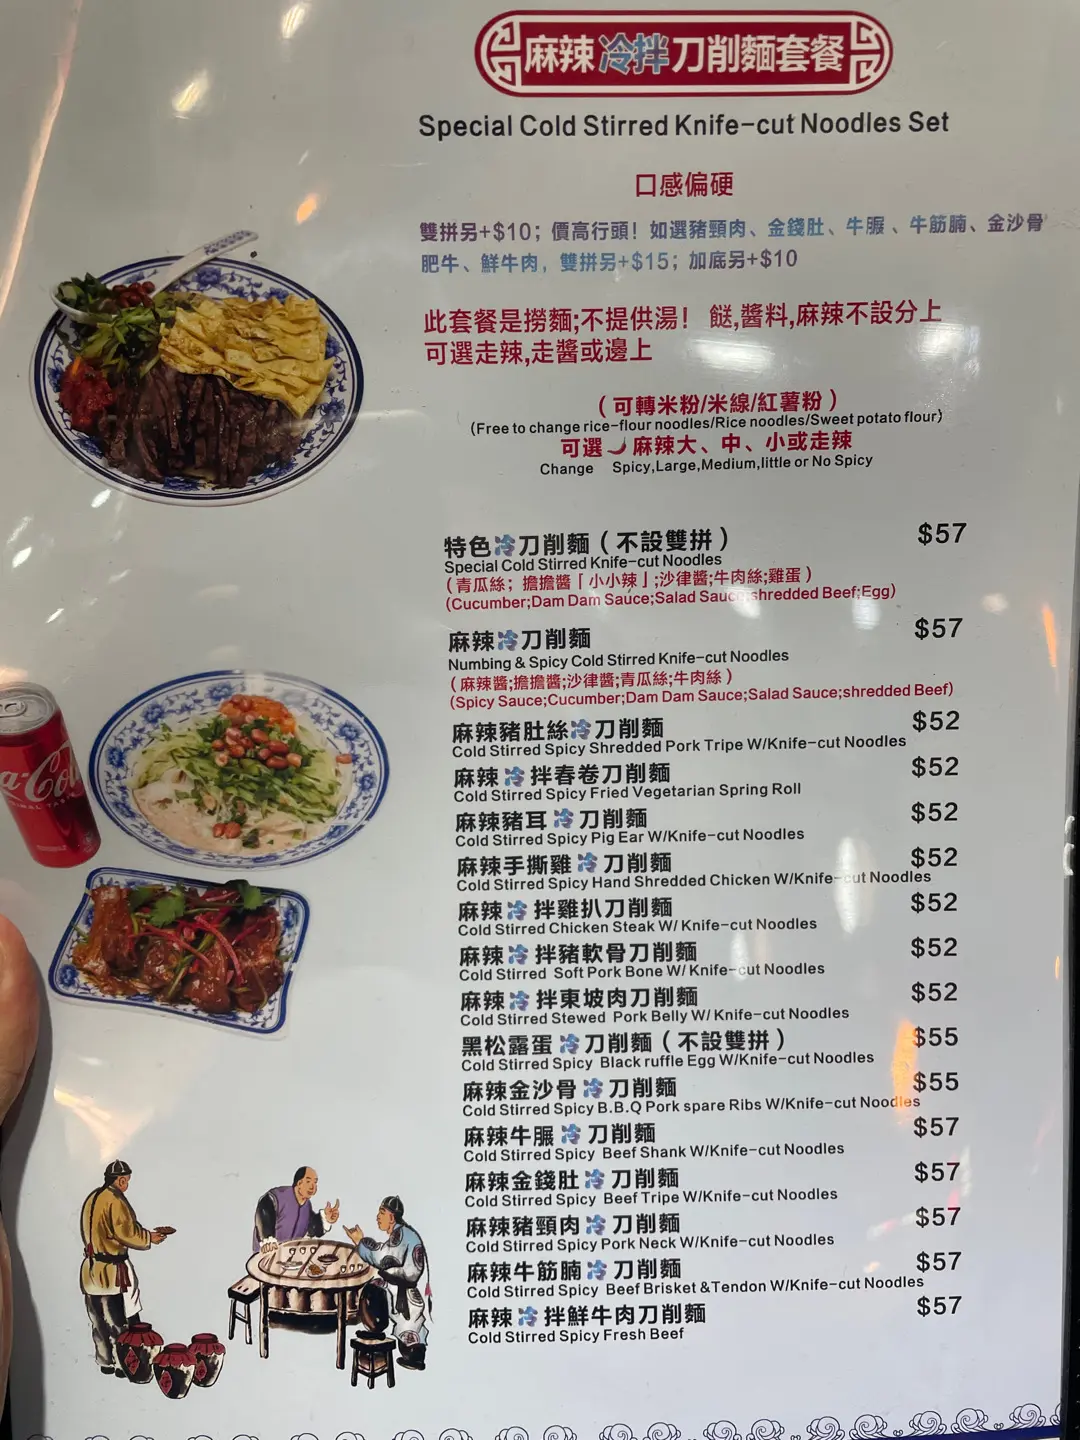 麻辣冷拌刀削麵套餐
Special Cold Stirred Knife-cut Noodles Set
口感偏硬
雙拼另+$10；價高行頭！如選豬頸肉、金錢肚、牛𦟌、牛筋腩、金沙骨
肥牛、鮮牛肉，雙拼另+$15；加底另+$10
此套餐是撈麵;不提供湯！餸,醬料,麻辣不設分上
可選走辣,走醬或邊上
（可轉米粉/米線/紅薯粉）
(Free to change rice-flour noodles/Rice noodles/Sweet potato flour)
可選 麻辣大、中、小或走辣
Change Spicy,Large,Medium,little or No Spicy
特色冷刀削麵（不設雙拼） $57
Special Cold Stirred Knife-cut Noodles
（青瓜絲；擔擔醬「小小辣」;沙律醬;牛肉絲;雞蛋）
(Cucumber;Dam Dam Sauce;Salad Sauce;shredded Beef;Egg)
麻辣冷刀削麵 $57
Numbing & Spicy Cold Stirred Knife-cut Noodles
（麻辣醬;擔擔醬;沙律醬;青瓜絲;牛肉絲）
(Spicy Sauce;Cucumber;Dam Dam Sauce;Salad Sauce;shredded Beef)
麻辣豬肚絲冷刀削麵 $52
Cold Stirred Spicy Shredded Pork Tripe W/Knife-cut Noodles
麻辣冷拌春卷刀削麵 $52
Cold Stirred Spicy Fried Vegetarian Spring Roll
麻辣豬耳冷刀削麵 $52
Cold Stirred Spicy Pig Ear W/Knife-cut Noodles
麻辣手撕雞冷刀削麵 $52
Cold Stirred Spicy Hand Shredded Chicken W/Knife-cut Noodles
麻辣冷拌雞扒刀削麵 $52
Cold Stirred Chicken Steak W/ Knife-cut Noodles
麻辣冷拌豬軟骨刀削麵 $52
Cold Stirred Soft Pork Bone W/ Knife-cut Noodles
麻辣冷拌東坡肉刀削麵 $52
Cold Stirred Stewed Pork Belly W/ Knife-cut Noodles
黑松露蛋冷刀削麵（不設雙拼） $55
Cold Stirred Spicy Black ruffle Egg W/Knife-cut Noodles
麻辣金沙骨冷刀削麵 $55
Cold Stirred Spicy B.B.Q Pork spare Ribs W/Knife-cut Noodles
麻辣牛𦟌冷刀削麵 $57
Cold Stirred Spicy Beef Shank W/Knife-cut Noodles
麻辣金錢肚冷刀削麵 $57
Cold Stirred Spicy Beef Tripe W/Knife-cut Noodles
麻辣豬頸肉冷刀削麵 $57
Cold Stirred Spicy Pork Neck W/Knife-cut Noodles
麻辣牛筋腩冷刀削麵 $57
Cold Stirred Spicy Beef Brisket &Tendon W/Knife-cut Noodles
麻辣冷拌鮮牛肉刀削麵 $57
Cold Stirred Spicy Fresh Beef